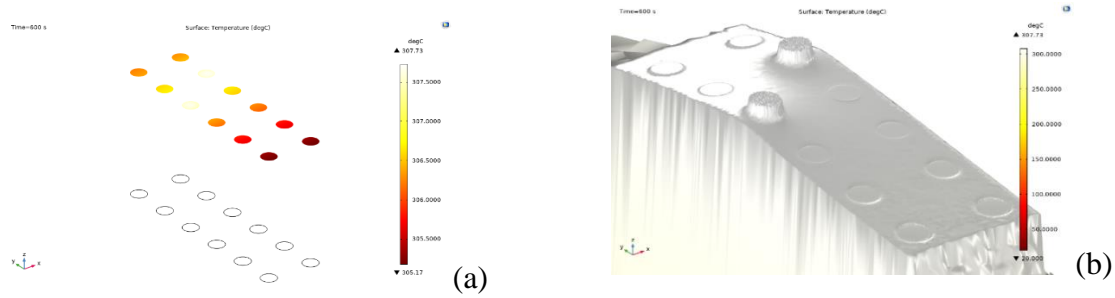 Time=600 s
Surface: Temperature (degC)
degC
▲ 307.73
307.5000
307.0000
306.5000
306.0000
305.5000
▼ 305.17
y z x
(a)
Time=600 s
Surface: Temperature (degC)
degC
▲ 307.73
300.0000
250.0000
200.0000
150.0000
100.0000
50.0000
▼ 20.000
y z x
(b)